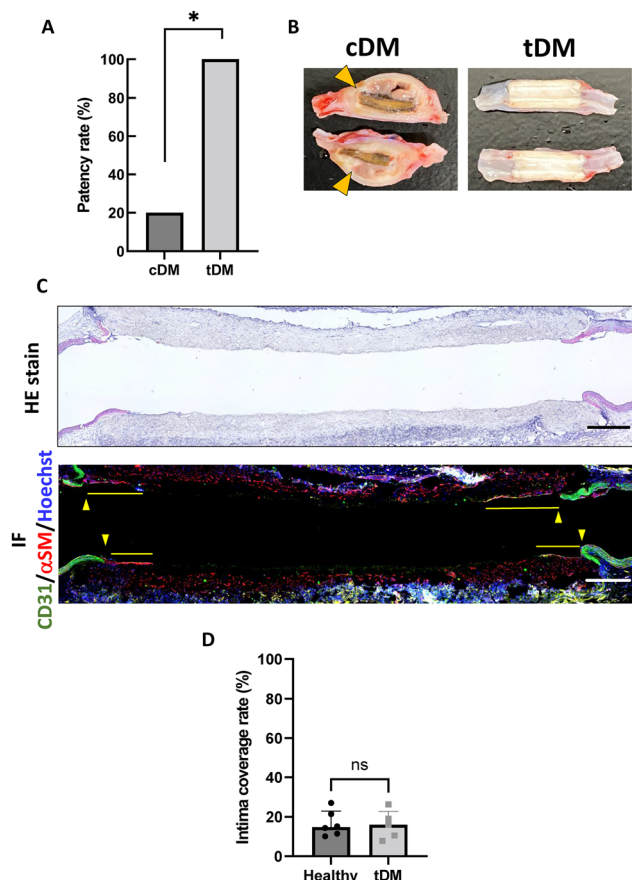 A
*
Patency rate (%)
100
80
60
40
20
0
cDM
tDM
B
cDM
tDM
C
HE stain
IF
CD31/αSM/Hoechst
D
Intima coverage rate (%)
100
80
60
40
20
0
ns
Healthy
tDM